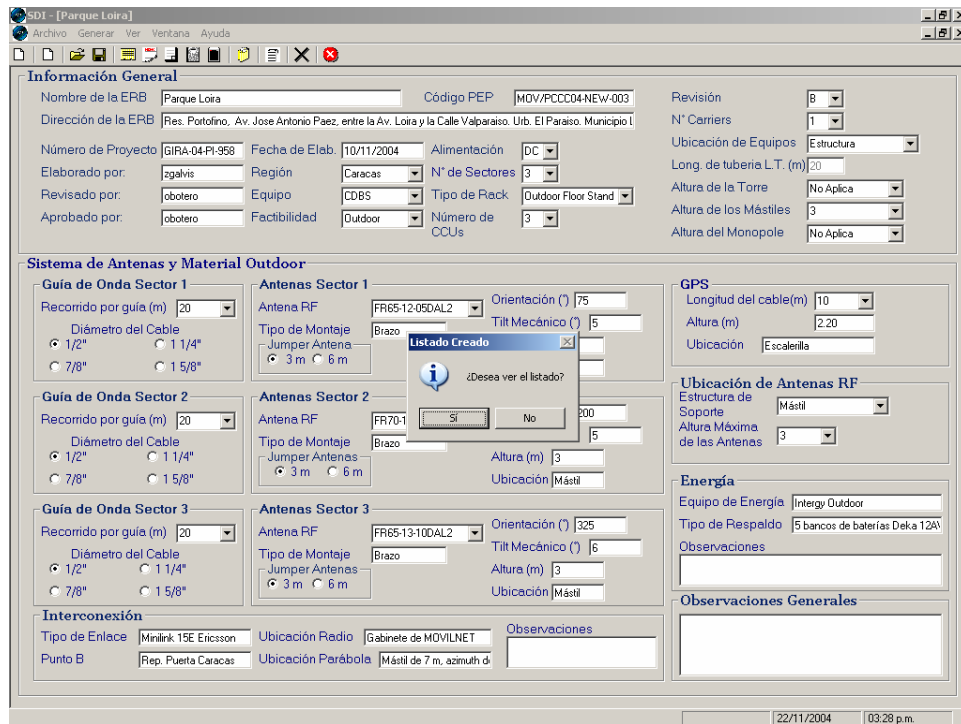 SDI - [Parque Loira]
Archivo Generar Ver Ventana Ayuda
Información General
Nombre de la ERB Parque Loira Código PEP MOV/PCCC04-NEW-003 Revisión B
Dirección de la ERB Res. Portofino, Av. Jose Antonio Paez, entre la Av. Loira y la Calle Valparaiso. Urb. El Paraiso. Municipio L N° Carriers 1
Ubicación de Equipos Estructura
Número de Proyecto GIRA-04-PI-958 Fecha de Elab. 10/11/2004 Alimentación DC Long. de tuberia L.T. (m) 20
Elaborado por: zgalvis Región Caracas N° de Sectores 3 Altura de la Torre No Aplica
Revisado por: obotero Equipo CDBS Tipo de Rack Outdoor Floor Stand Altura de los Mástiles 3
Aprobado por: obotero Factibilidad Outdoor Número de CCUs 3 Altura del Monopole No Aplica
Sistema de Antenas y Material Outdoor
Guía de Onda Sector 1
Recorrido por guía (m) 20
Diámetro del Cable
1/2" 1 1/4"
7/8" 1 5/8"
Antenas Sector 1
Antena RF FR65-12-05DAL2 Orientación (°) 75
Tipo de Montaje Brazo Tilt Mecánico (°) 5
Jumper Antena
3 m 6 m
GPS
Longitud del cable(m) 10
Altura (m) 2.20
Ubicación Escalerilla
Listado Creado
¿Desea ver el listado?
Sí No
Guía de Onda Sector 2
Recorrido por guía (m) 20
Diámetro del Cable
1/2" 1 1/4"
7/8" 1 5/8"
Antenas Sector 2
Antena RF FR70-1 200
Tipo de Montaje Brazo 5
Jumper Antenas
3 m 6 m
Altura (m) 3
Ubicación Mástil
Ubicación de Antenas RF
Estructura de Soporte Mástil
Altura Máxima de las Antenas 3
Guía de Onda Sector 3
Recorrido por guía (m) 20
Diámetro del Cable
1/2" 1 1/4"
7/8" 1 5/8"
Antenas Sector 3
Antena RF FR65-13-10DAL2 Orientación (°) 325
Tipo de Montaje Brazo Tilt Mecánico (°) 6
Jumper Antenas
3 m 6 m
Altura (m) 3
Ubicación Mástil
Energía
Equipo de Energía Intergy Outdoor
Tipo de Respaldo 5 bancos de baterías Deka 12A
Observaciones
Interconexión
Tipo de Enlace Minilink 15E Ericsson Ubicación Radio Gabinete de MOVILNET Observaciones
Punto B Rep. Puerta Caracas Ubicación Parábola Mástil de 7 m, azimuth d
Observaciones Generales
22/11/2004 03:28 p.m.